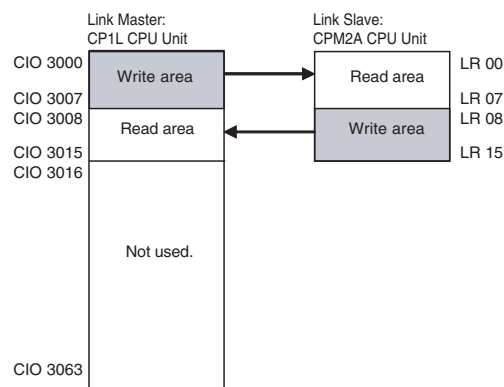 Link Master:
CP1L CPU Unit
Link Slave:
CPM2A CPU Unit
CIO 3000
Write area
Read area
LR 00
CIO 3007
LR 07
CIO 3008
Read area
Write area
LR 08
CIO 3015
LR 15
CIO 3016
Not used.
CIO 3063